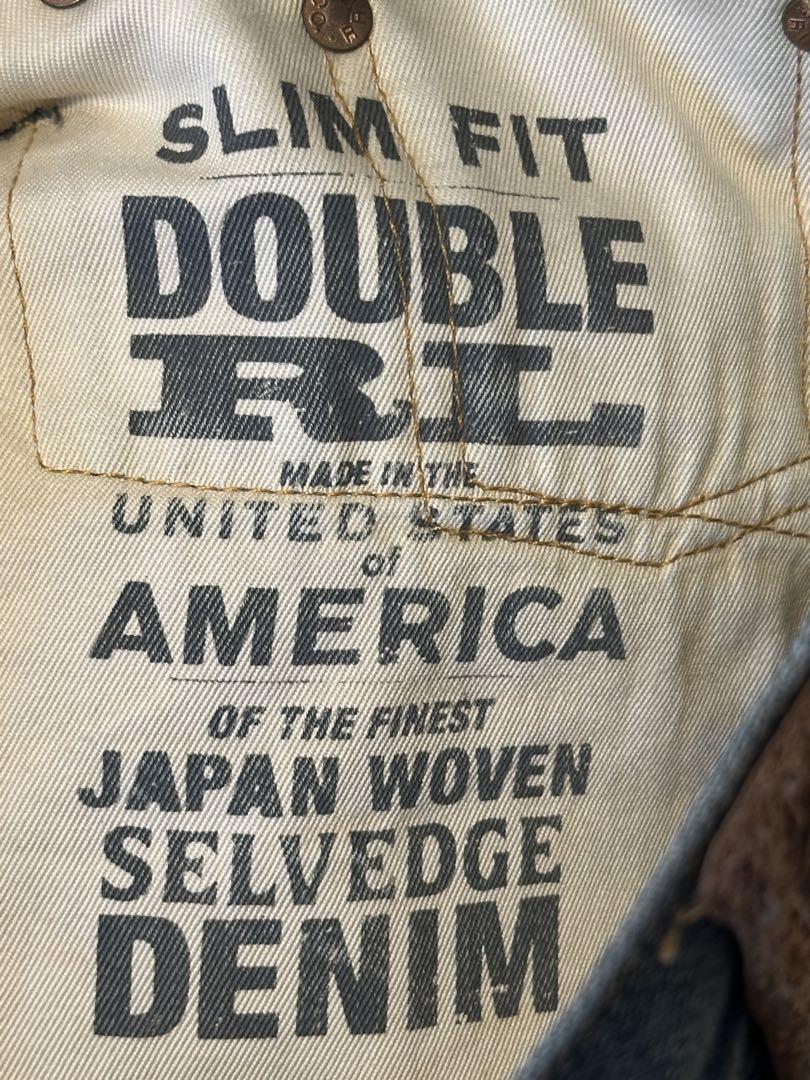 SLIM FIT
DOUBLE
RL
MADE IN THE
UNITED STATES
of
AMERICA
OF THE FINEST
JAPAN WOVEN
SELVEDGE
DENIM